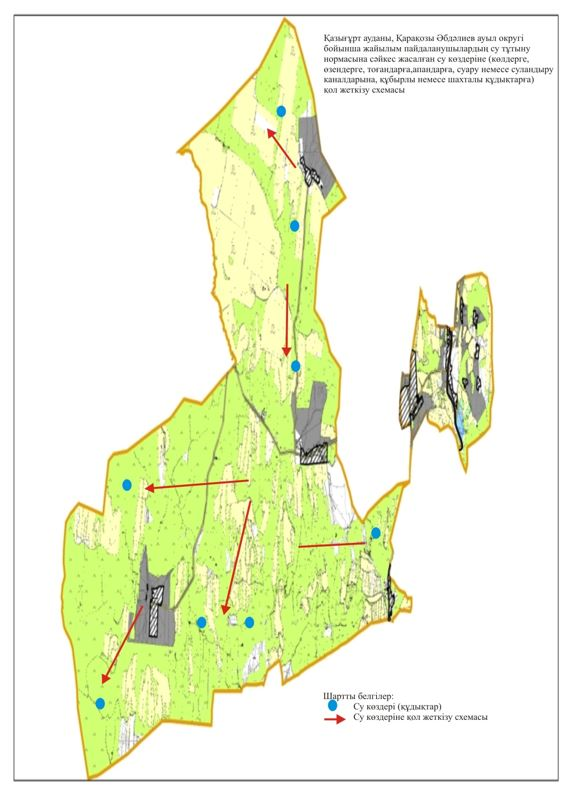 Қазығұрт ауданы, Қарақозы Әбдәлиев ауыл округі
бойынша жайылым пайдаланушылардың су тұтыну
нормасына сәйкес жасалған су көздеріне (көлдерге,
өзендерге, тоғандарға,апандарға, суару немесе суландыру
каналдарына, құбырлы немесе шахталы құдықтарға)
қол жеткізу схемасы
Шартты белгілер:
Су көздері (құдықтар)
Су көздеріне қол жеткізу схемасы